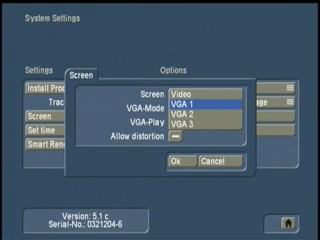 System Settings
Settings
Options
Screen
Install Prod
Trac
age
Screen
Set time
Smart Ren
Screen
Video
VGA-Mode
VGA 1
VGA-Play
VGA 2
VGA 3
Allow distortion
Ok
Cancel
Version: 5.1 c
Serial-No.: 0321204-6